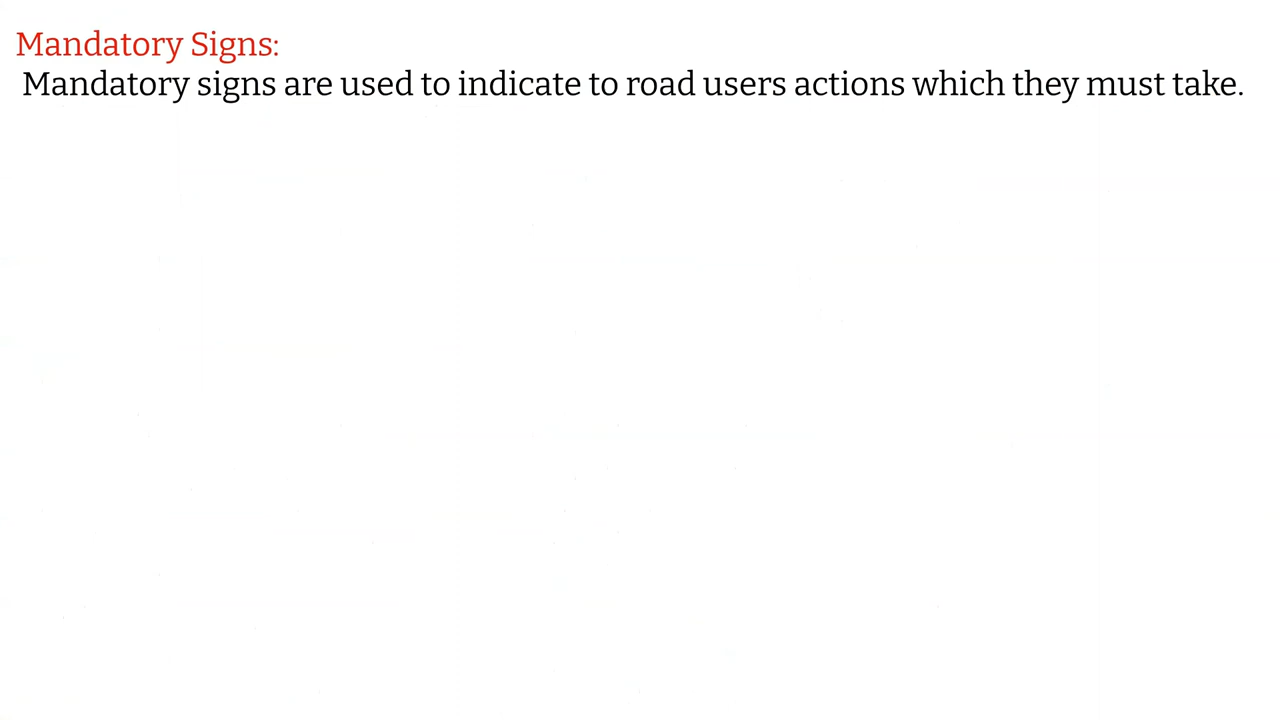 Mandatory Signs:
Mandatory signs are used to indicate to road users actions which they must take.